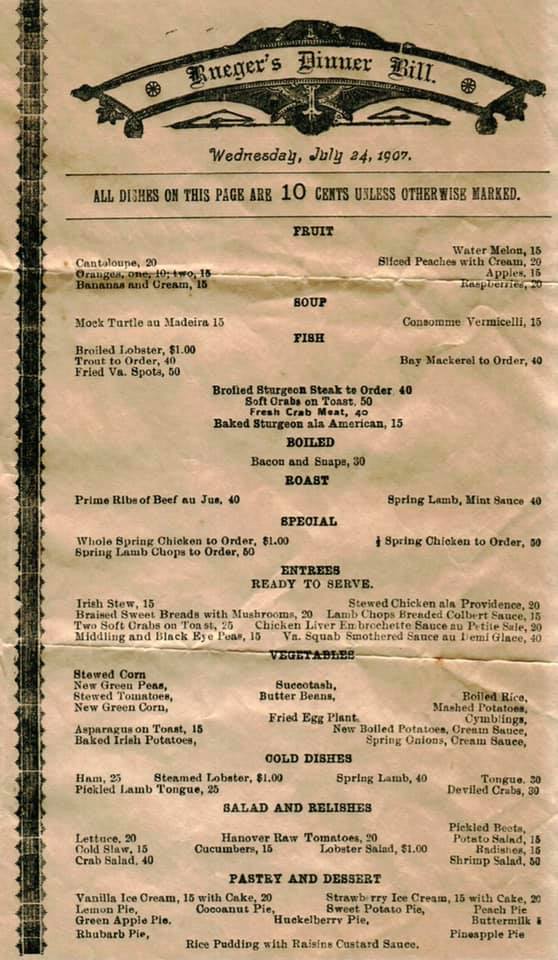 Rueger's Dinner Bill.
Wednesday, July 24, 1907.
ALL DISHES ON THIS PAGE ARE 10 CENTS UNLESS OTHERWISE MARKED.
FRUIT
Water Melon, 15
Cantaloupe, 20 Sliced Peaches with Cream, 20
Oranges, one, 10; two, 15 Apples, 15
Bananas and Cream, 15 Raspberries, 20
SOUP
Mock Turtle au Madeira 15 Consomme Vermicelli, 15
FISH
Broiled Lobster, $1.00
Trout to Order, 40 Bay Mackerel to Order, 40
Fried Va. Spots, 50
Broiled Sturgeon Steak to Order 40
Soft Crabs on Toast, 50
Fresh Crab Meat, 40
Baked Sturgeon ala American, 15
BOILED
Bacon and Snaps, 30
ROAST
Prime Ribs of Beef au Jus, 40 Spring Lamb, Mint Sauce 40
SPECIAL
Whole Spring Chicken to Order, $1.00 ½ Spring Chicken to Order, 50
Spring Lamb Chops to Order, 50
ENTREES
READY TO SERVE.
Irish Stew, 15 Stewed Chicken ala Providence, 20
Braised Sweet Breads with Mushrooms, 20 Lamb Chops Breaded Colbert Sauce, 15
Two Soft Crabs on Toast, 25 Chicken Liver Embrochette Sauce au Petite Sale, 20
Middling and Black Eye Peas, 15 Va. Squab Smothered Sauce au Demi Glace, 40
VEGETABLES
Stewed Corn
New Green Peas, Succotash,
Stewed Tomatoes, Butter Beans, Boiled Rice,
New Green Corn, Mashed Potatoes,
Fried Egg Plant, Cymblings,
Asparagus on Toast, 15 New Boiled Potatoes, Cream Sauce,
Baked Irish Potatoes, Spring Onions, Cream Sauce,
COLD DISHES
Ham, 25 Steamed Lobster, $1.00 Spring Lamb, 40 Tongue, 30
Pickled Lamb Tongue, 25 Deviled Crabs, 30
SALAD AND RELISHES
Pickled Beets,
Lettuce, 20 Hanover Raw Tomatoes, 20 Potato Salad, 15
Cold Slaw, 15 Cucumbers, 15 Lobster Salad, $1.00 Radishes, 15
Crab Salad, 40 Shrimp Salad, 50
PASTRY AND DESSERT
Vanilla Ice Cream, 15 with Cake, 20 Strawberry Ice Cream, 15 with Cake, 20
Lemon Pie, Cocoanut Pie, Sweet Potato Pie, Peach Pie
Green Apple Pie. Huckelberry Pie, Buttermilk 5
Rhubarb Pie, Pineapple Pie
Rice Pudding with Raisins Custard Sauce.